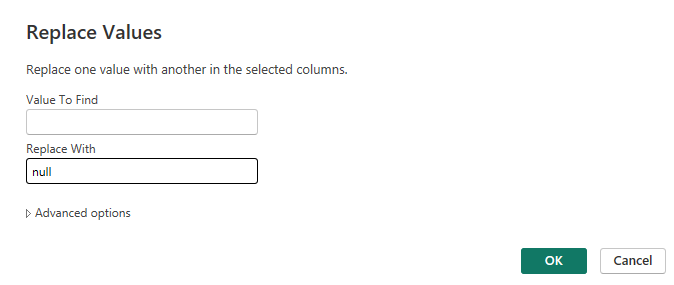 Replace Values
Replace one value with another in the selected columns.
Value To Find
Replace With
null
Advanced options
OK
Cancel